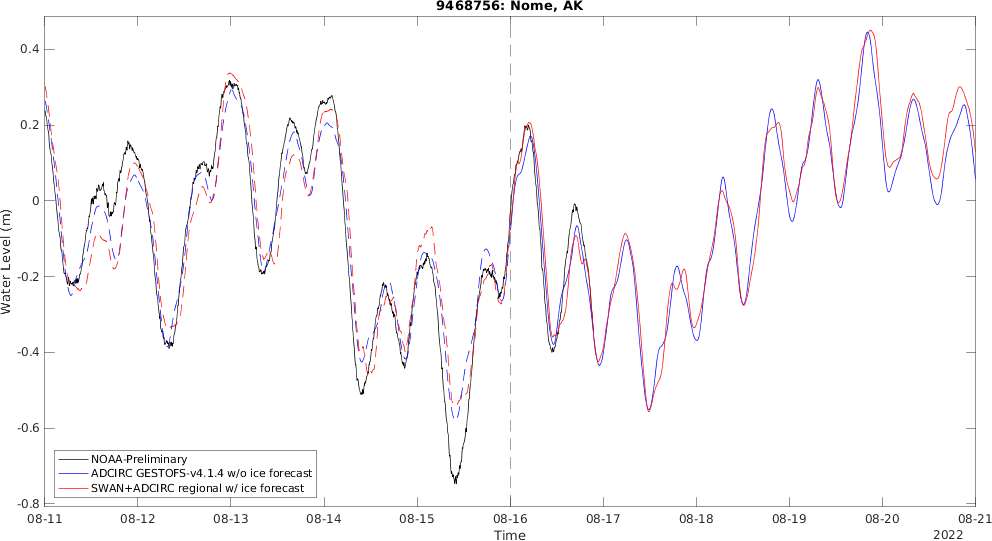 9468756: Nome, AK
Water Level (m)
0.4
0.2
0
-0.2
-0.4
-0.6
-0.8
NOAA-Preliminary
ADCIRC GESTOFS-v4.1.4 w/o ice forecast
SWAN+ADCIRC regional w/ ice forecast
08-11 08-12 08-13 08-14 08-15 08-16 08-17 08-18 08-19 08-20 08-21
Time
2022